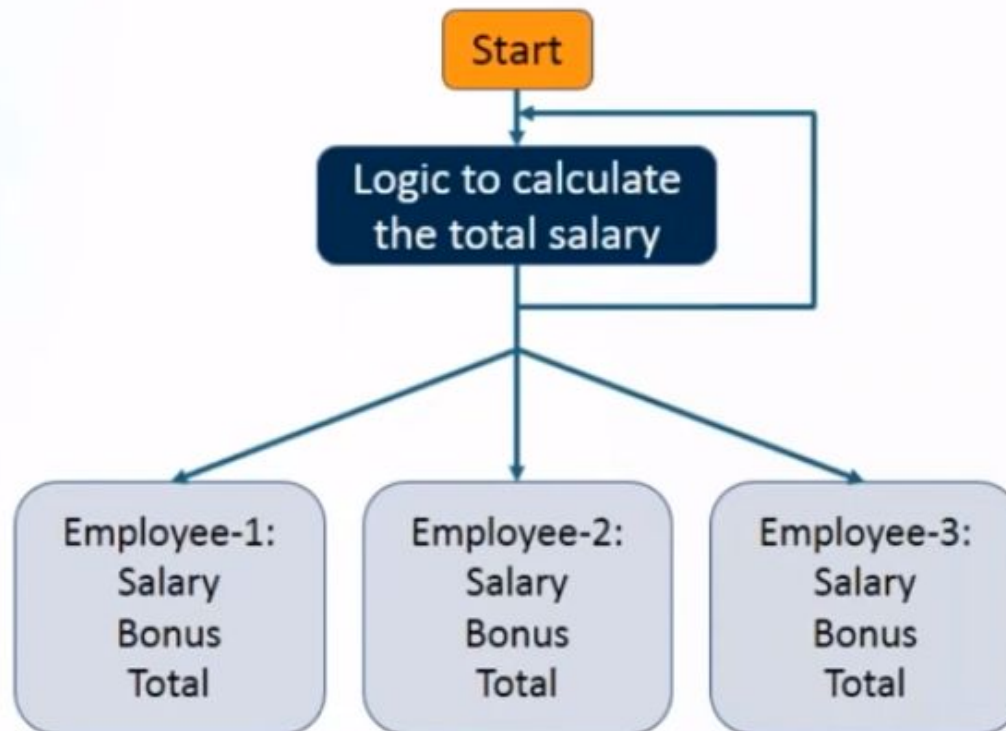 Start
Logic to calculate
the total salary
Employee-1:
Salary
Bonus
Total
Employee-2:
Salary
Bonus
Total
Employee-3:
Salary
Bonus
Total